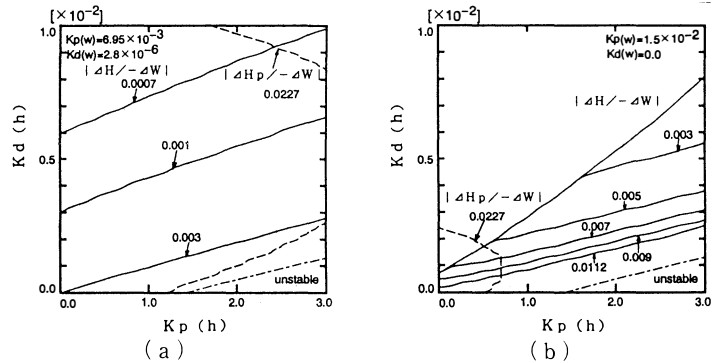 [×10⁻²]
1.0
Kp(w)=6.95×10⁻³
Kd(w)=2.8×10⁻⁶
|⊿H/-⊿W|
0.0007
|⊿Hp/-⊿W|
0.0227
0.001
0.5
0.003
unstable
0.0
0.0 1.0 2.0 3.0
Kd (h)
Kp (h)
(a)
[×10⁻²]
1.0
Kp(w)=1.5×10⁻²
Kd(w)=0.0
|⊿H/-⊿W|
0.003
0.5
|⊿Hp/-⊿W|
0.0227
0.005
0.007
0.009
0.0112
unstable
0.0
0.0 1.0 2.0 3.0
Kd (h)
Kp (h)
(b)